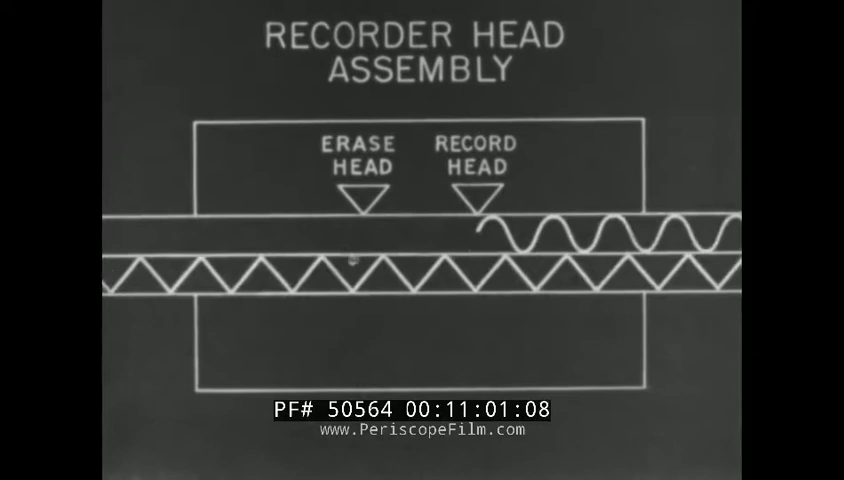 RECORDER HEAD
ASSEMBLY
ERASE HEAD
RECORD HEAD
PF# 50564 00:11:01:08
www.PeriscopeFilm.com